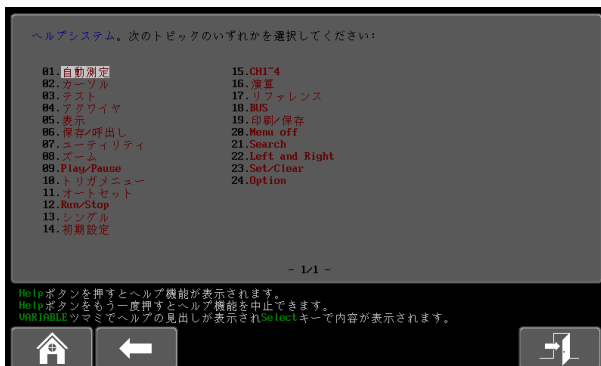 ヘルプシステム。次のトピックのいずれかを選択してください:
01.自動測定
02.カーソル
03.テスト
04.アクワイヤ
05.表示
06.保存/呼出し
07.ユーティリティ
08.ズーム
09.Play/Pause
10.トリガメニュー
11.オートセット
12.Run/Stop
13.シングル
14.初期設定
15.CH1~4
16.演算
17.リファレンス
18.BUS
19.印刷/保存
20.Menu off
21.Search
22.Left and Right
23.Set/Clear
24.Option
- 1/1 -
Helpボタンを押すとヘルプ機能が表示されます。
Helpボタンをもう一度押すとヘルプ機能を中止できます。
VARIABLEツマミでヘルプの見出しが表示されSelectキーで内容が表示されます。